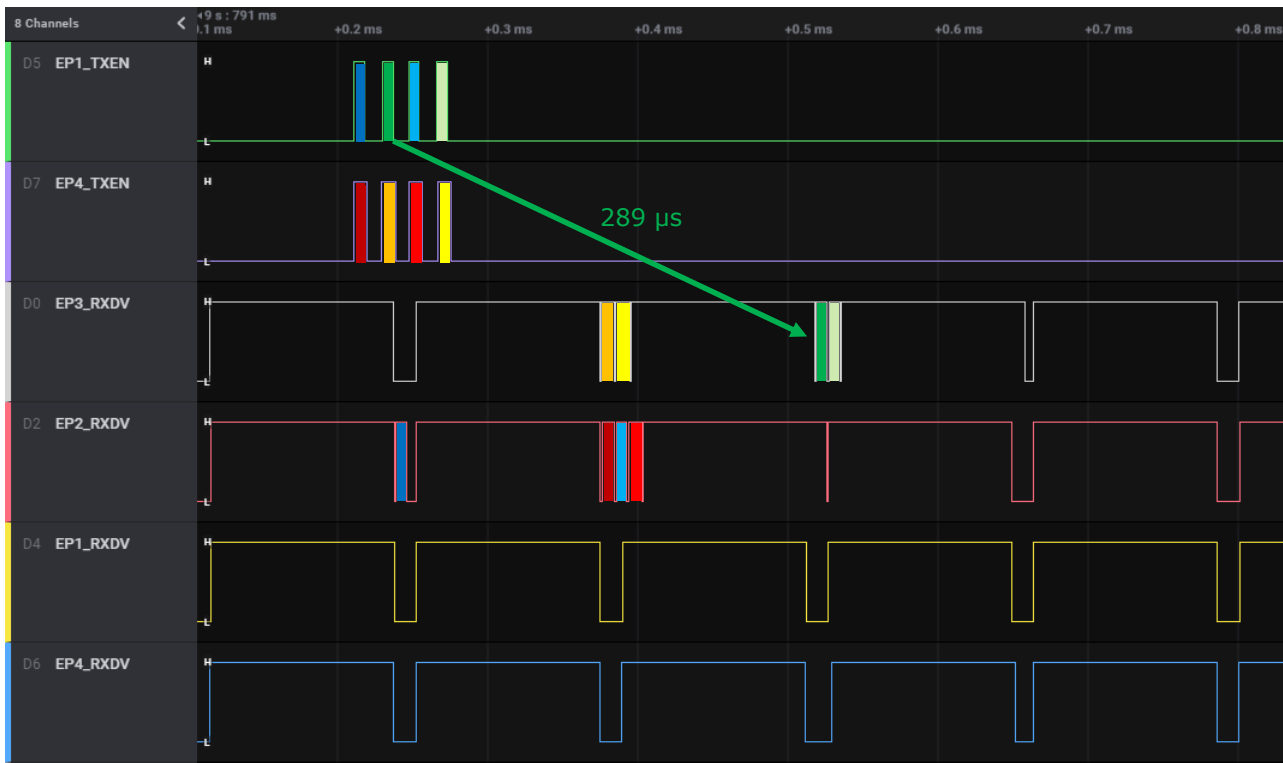 8 Channels
9 s : 791 ms
+0.2 ms +0.3 ms +0.4 ms +0.5 ms +0.6 ms +0.7 ms +0.8 ms
D5 EP1_TXEN H
L
D7 EP4_TXEN H
289 µs
L
D0 EP3_RXDV H
L
D2 EP2_RXDV H
L
D4 EP1_RXDV H
L
D6 EP4_RXDV H
L